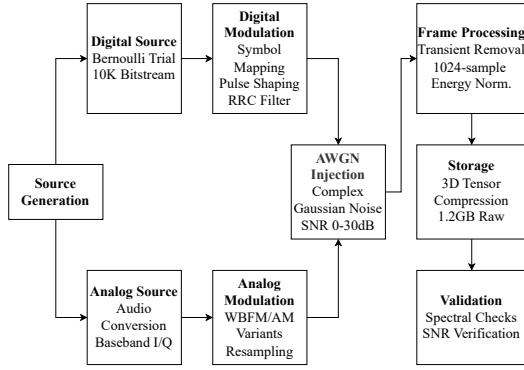 Digital Source
Bernoulli Trial
10K Bitstream
Digital
Modulation
Symbol
Mapping
Pulse Shaping
RRC Filter
Frame Processing
Transient Removal
1024-sample
Energy Norm.
Source
Generation
AWGN
Injection
Complex
Gaussian Noise
SNR 0-30dB
Storage
3D Tensor
Compression
1.2GB Raw
Analog Source
Audio
Conversion
Baseband I/Q
Analog
Modulation
WBFM/AM
Variants
Resampling
Validation
Spectral Checks
SNR Verification